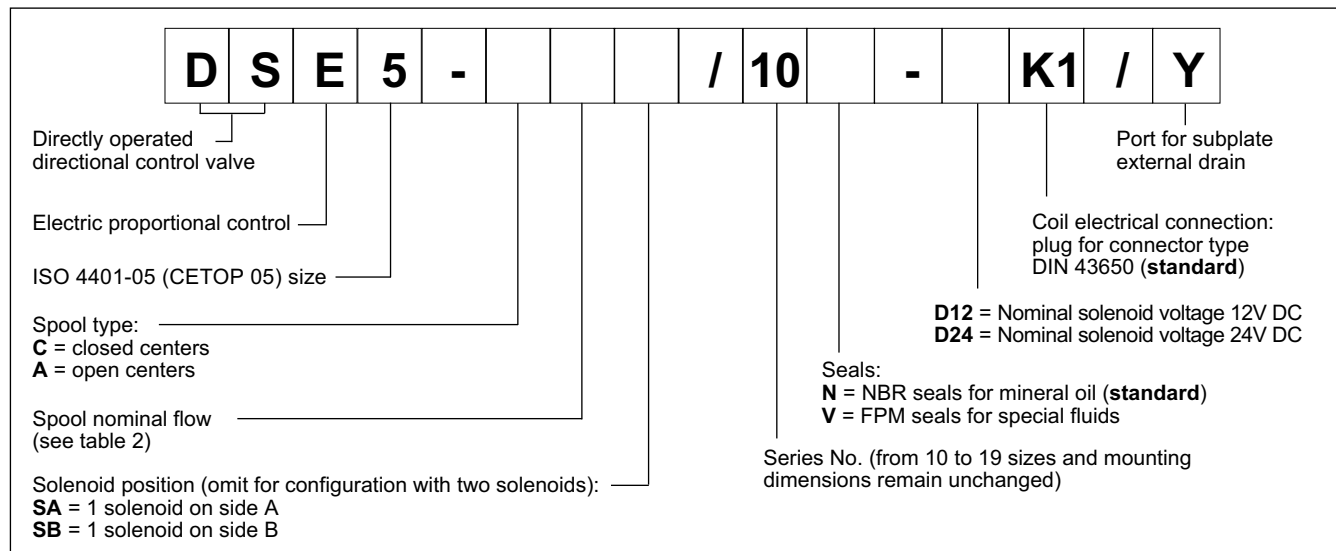 D S E 5 - / 10 - K1 / Y
Directly operated
directional control valve
Electric proportional control
ISO 4401-05 (CETOP 05) size
Spool type:
C = closed centers
A = open centers
Spool nominal flow
(see table 2)
Solenoid position (omit for configuration with two solenoids):
SA = 1 solenoid on side A
SB = 1 solenoid on side B
Port for subplate
external drain
Coil electrical connection:
plug for connector type
DIN 43650 (standard)
D12 = Nominal solenoid voltage 12V DC
D24 = Nominal solenoid voltage 24V DC
Seals:
N = NBR seals for mineral oil (standard)
V = FPM seals for special fluids
Series No. (from 10 to 19 sizes and mounting
dimensions remain unchanged)